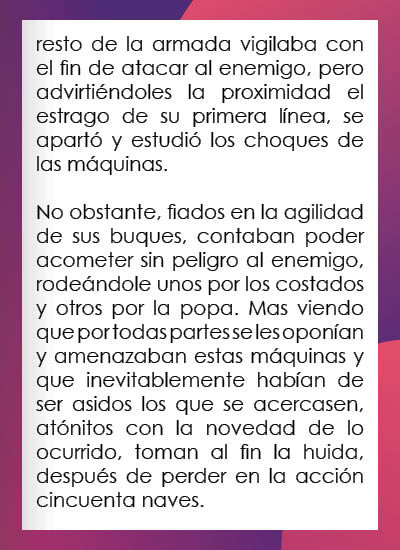 resto de la armada vigilaba con
el fin de atacar al enemigo, pero
advirtiéndoles la proximidad el
estrago de su primera línea, se
apartó y estudió los choques de
las máquinas.
No obstante, fiados en la agilidad
de sus buques, contaban poder
acometer sin peligro al enemigo,
rodeándole unos por los costados
y otros por la popa. Mas viendo
que por todas partes se les oponían
y amenazaban estas máquinas y
que inevitablemente habían de
ser asidos los que se acercasen,
atónitos con la novedad de lo
ocurrido, toman al fin la huida,
después de perder en la acción
cincuenta naves.